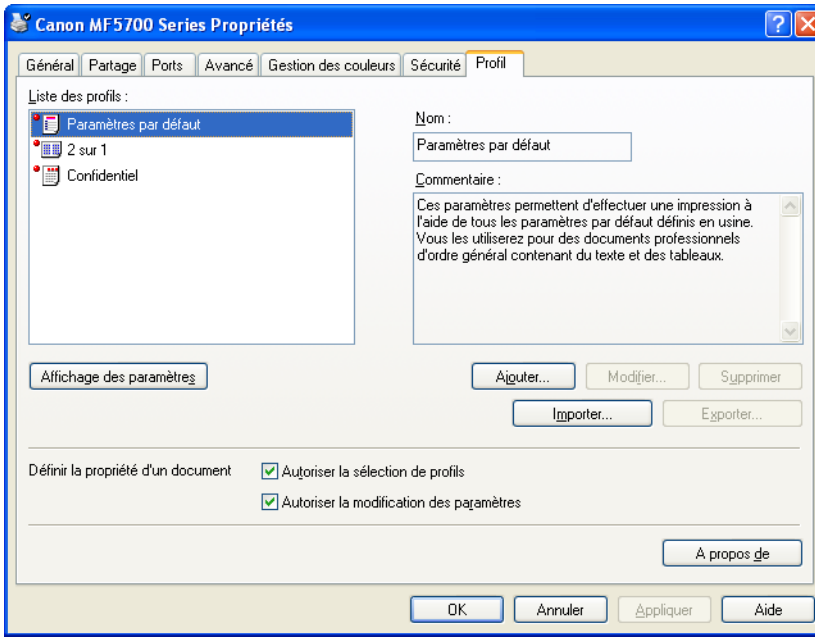 Canon MF5700 Series Propriétés
Général Partage Ports Avancé Gestion des couleurs Sécurité Profil
Liste des profils :
Paramètres par défaut
2 sur 1
Confidentiel
Nom :
Paramètres par défaut
Commentaire :
Ces paramètres permettent d'effectuer une impression à
l'aide de tous les paramètres par défaut définis en usine.
Vous les utiliserez pour des documents professionnels
d'ordre général contenant du texte et des tableaux.
Affichage des paramètres
Ajouter... Modifier... Supprimer
Importer... Exporter...
Définir la propriété d'un document
Autoriser la sélection de profils
Autoriser la modification des paramètres
A propos de
OK Annuler Appliquer Aide